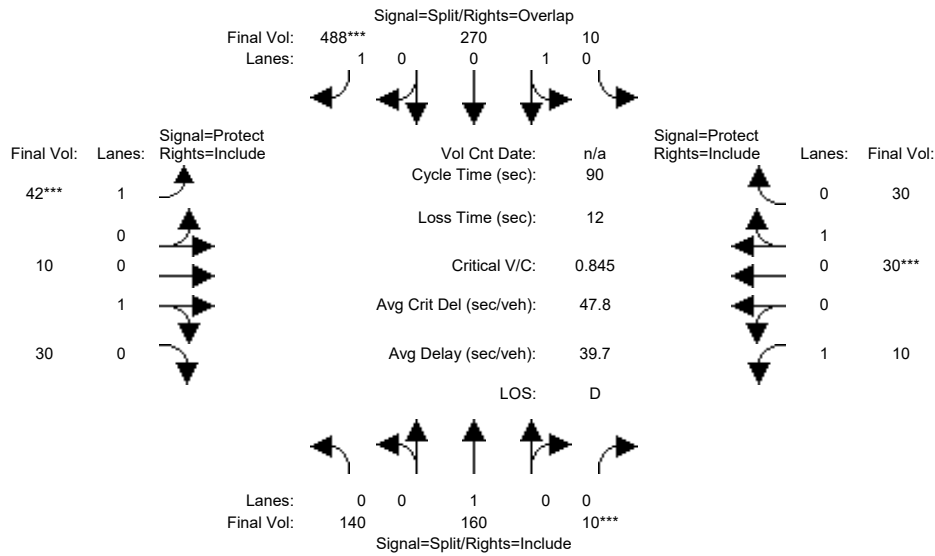 Signal=Split/Rights=Overlap
Final Vol: 488*** 270 10
Lanes: 1 0 0 1 0
Signal=Protect
Final Vol: Lanes: Rights=Include
Vol Cnt Date: n/a
Signal=Protect
Rights=Include Lanes: Final Vol:
Cycle Time (sec): 90
42*** 1
0 30
Loss Time (sec): 12
0
1
10 0
Critical V/C: 0.845
0 30***
1
Avg Crit Del (sec/veh): 47.8
0
30 0
Avg Delay (sec/veh): 39.7
1 10
LOS: D
Lanes: 0 0 1 0 0
Final Vol: 140 160 10***
Signal=Split/Rights=Include